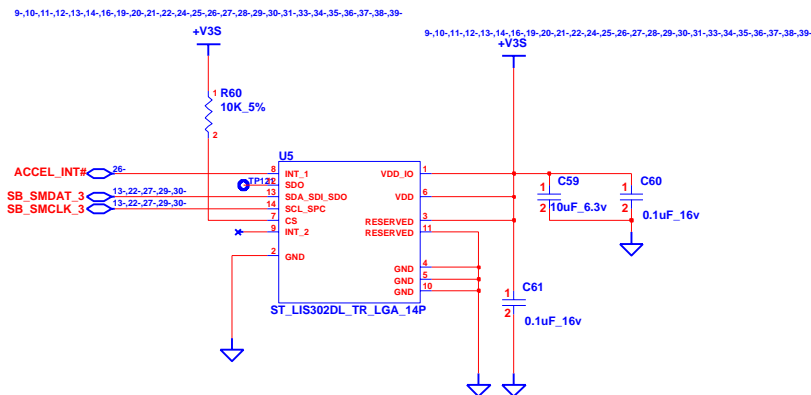 9-,10-,11-,12-,13-,14-,16-,19-,20-,21-,22-,24-,25-,26-,27-,28-,29-,30-,31-,33-,34-,35-,36-,37-,38-,39-
+V3S
9-,10-,11-,12-,13-,14-,16-,19-,20-,21-,22-,24-,25-,26-,27-,28-,29-,30-,31-,33-,34-,35-,36-,37-,38-,39-
+V3S
1 R60
10K_5%
2
U5
ACCEL_INT# 26- 8 INT_1 VDD_IO 1
TP121 12 SDO
SB_SMDAT_3 13-,22-,27-,29-,30- 13 SDA_SDI_SDO VDD 6
SB_SMCLK_3 13-,22-,27-,29-,30- 14 SCL_SPC
7 CS RESERVED 3
9 INT_2 RESERVED 11
2 GND
GND 4
GND 5
GND 10
ST_LIS302DL_TR_LGA_14P
1 C59
2 10uF_6.3v
1 C60
2
0.1uF_16v
1 C61
2
0.1uF_16v